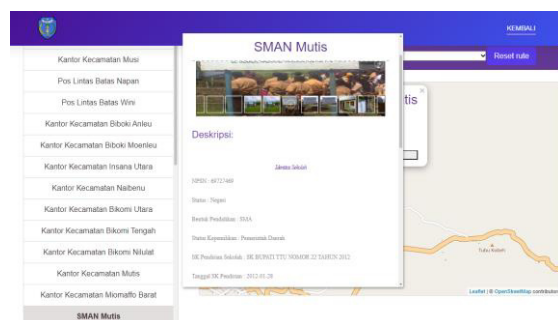 KEMBALI
Kantor Kecamatan Musi
Pos Lintas Batas Napan
Pos Lintas Batas Wini
Kantor Kecamatan Biboki Anleu
Kantor Kecamatan Biboki Moenleu
Kantor Kecamatan Insana Utara
Kantor Kecamatan Naibenu
Kantor Kecamatan Bikomi Utara
Kantor Kecamatan Bikomi Tengah
Kantor Kecamatan Bikomi Nilulat
Kantor Kecamatan Mutis
Kantor Kecamatan Miomaffo Barat
SMAN Mutis
SMAN Mutis
Deskripsi:
Identitas Sekolah
NPSN : 69727469
Status : Negeri
Bentuk Pendidikan : SMA
Status Kepemilikan : Pemerintah Daerah
SK Pendirian Sekolah : SK BUPATI TTU NOMOR 22 TAHUN 2012
Tanggal SK Pendirian : 2012-05-28
Reset rute
tis
×
Leaflet | © OpenStreetMap contributors